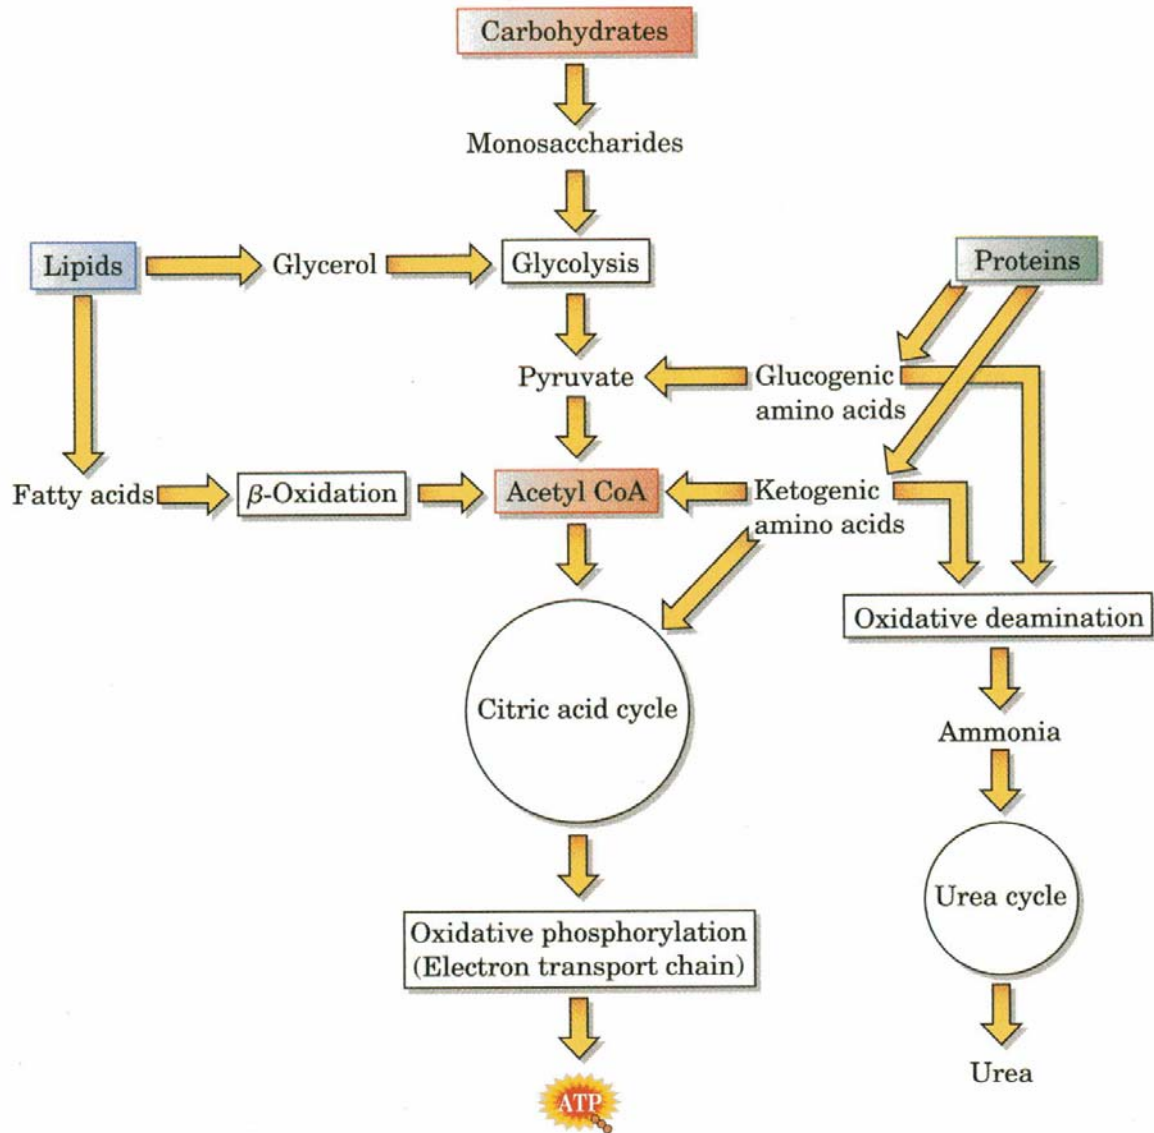 Carbohydrates
Monosaccharides
Lipids
Glycerol
Glycolysis
Proteins
Pyruvate
Glucogenic
amino acids
Fatty acids
β-Oxidation
Acetyl CoA
Ketogenic
amino acids
Oxidative deamination
Citric acid cycle
Ammonia
Urea cycle
Oxidative phosphorylation
(Electron transport chain)
Urea
ATP